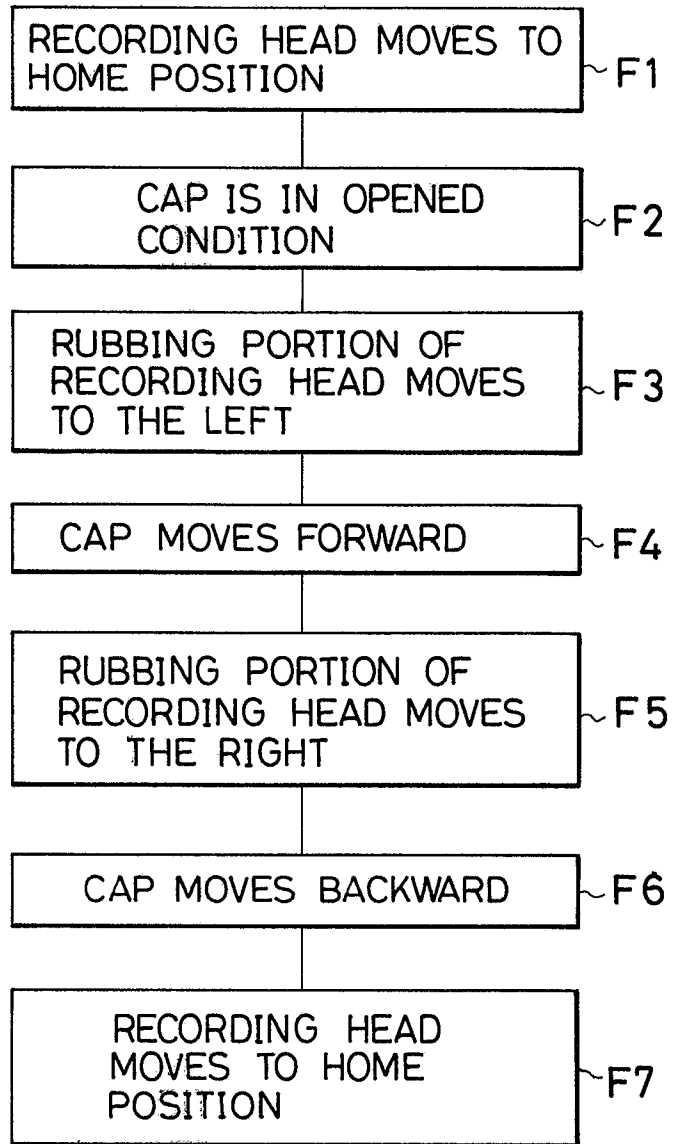 RECORDING HEAD MOVES TO
HOME POSITION
F1
CAP IS IN OPENED
CONDITION
F2
RUBBING PORTION OF
RECORDING HEAD MOVES
TO THE LEFT
F3
CAP MOVES FORWARD
F4
RUBBING PORTION OF
RECORDING HEAD MOVES
TO THE RIGHT
F5
CAP MOVES BACKWARD
F6
RECORDING HEAD
MOVES TO HOME
POSITION
F7